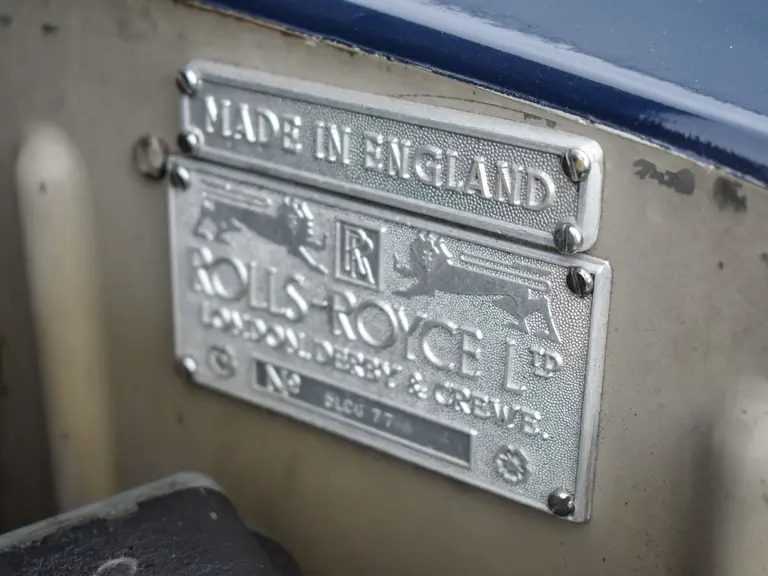 MADE IN ENGLAND
RR
ROLLS-ROYCE LTD
LONDON, DERBY & CREWE.
No